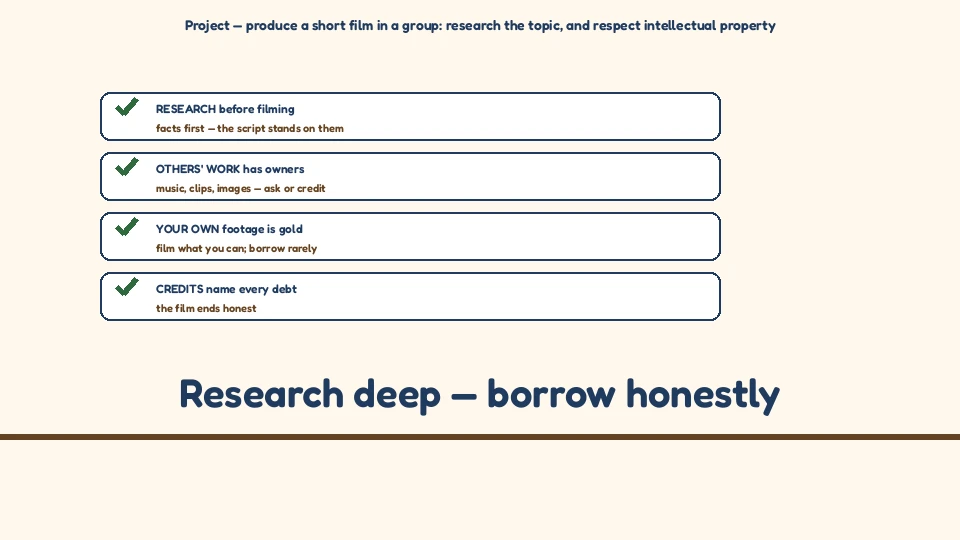 Project — produce a short film in a group: research the topic, and respect intellectual property
RESEARCH before filming
facts first — the script stands on them
OTHERS' WORK has owners
music, clips, images — ask or credit
YOUR OWN footage is gold
film what you can; borrow rarely
CREDITS name every debt
the film ends honest
Research deep — borrow honestly